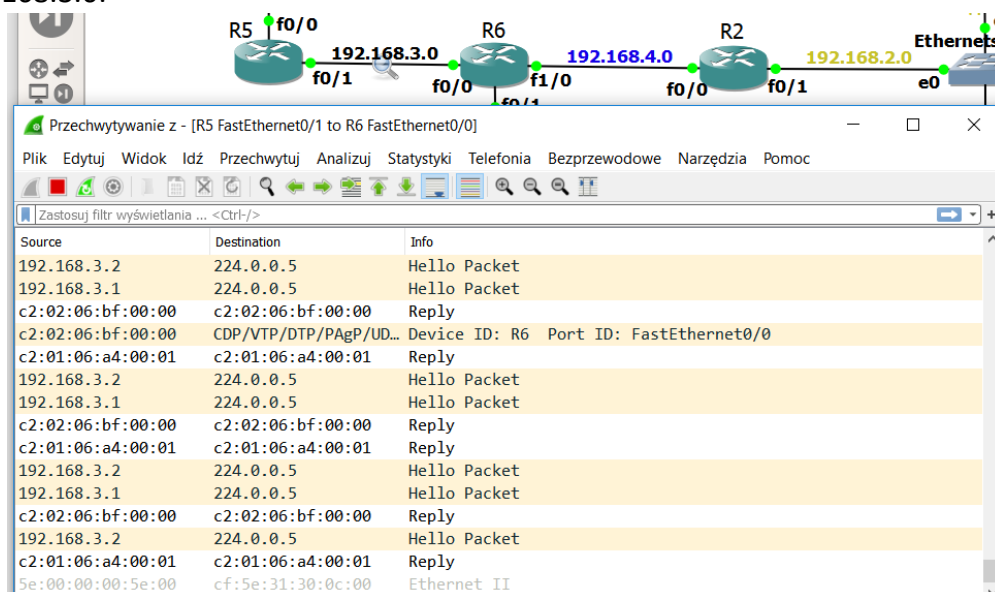 R5 f0/0 R6 R2
192.168.3.0 192.168.4.0 192.168.2.0 Ethernets
f0/1 f0/0 f1/0 f0/0 f0/1 e0
f0/1
Przechwytywanie z - [R5 FastEthernet0/1 to R6 FastEthernet0/0]
Plik Edytuj Widok Idź Przechwytuj Analizuj Statystyki Telefonia Bezprzewodowe Narzędzia Pomoc
Zastosuj filtr wyświetlania ... <Ctrl-/>
Source Destination Info
192.168.3.2 224.0.0.5 Hello Packet
192.168.3.1 224.0.0.5 Hello Packet
c2:02:06:bf:00:00 c2:02:06:bf:00:00 Reply
c2:02:06:bf:00:00 CDP/VTP/DTP/PAgP/UD… Device ID: R6 Port ID: FastEthernet0/0
c2:01:06:a4:00:01 c2:01:06:a4:00:01 Reply
192.168.3.2 224.0.0.5 Hello Packet
192.168.3.1 224.0.0.5 Hello Packet
c2:02:06:bf:00:00 c2:02:06:bf:00:00 Reply
c2:01:06:a4:00:01 c2:01:06:a4:00:01 Reply
192.168.3.2 224.0.0.5 Hello Packet
192.168.3.1 224.0.0.5 Hello Packet
c2:02:06:bf:00:00 c2:02:06:bf:00:00 Reply
192.168.3.2 224.0.0.5 Hello Packet
c2:01:06:a4:00:01 c2:01:06:a4:00:01 Reply
5e:00:00:00:5e:00 cf:5e:31:30:0c:00 Ethernet II